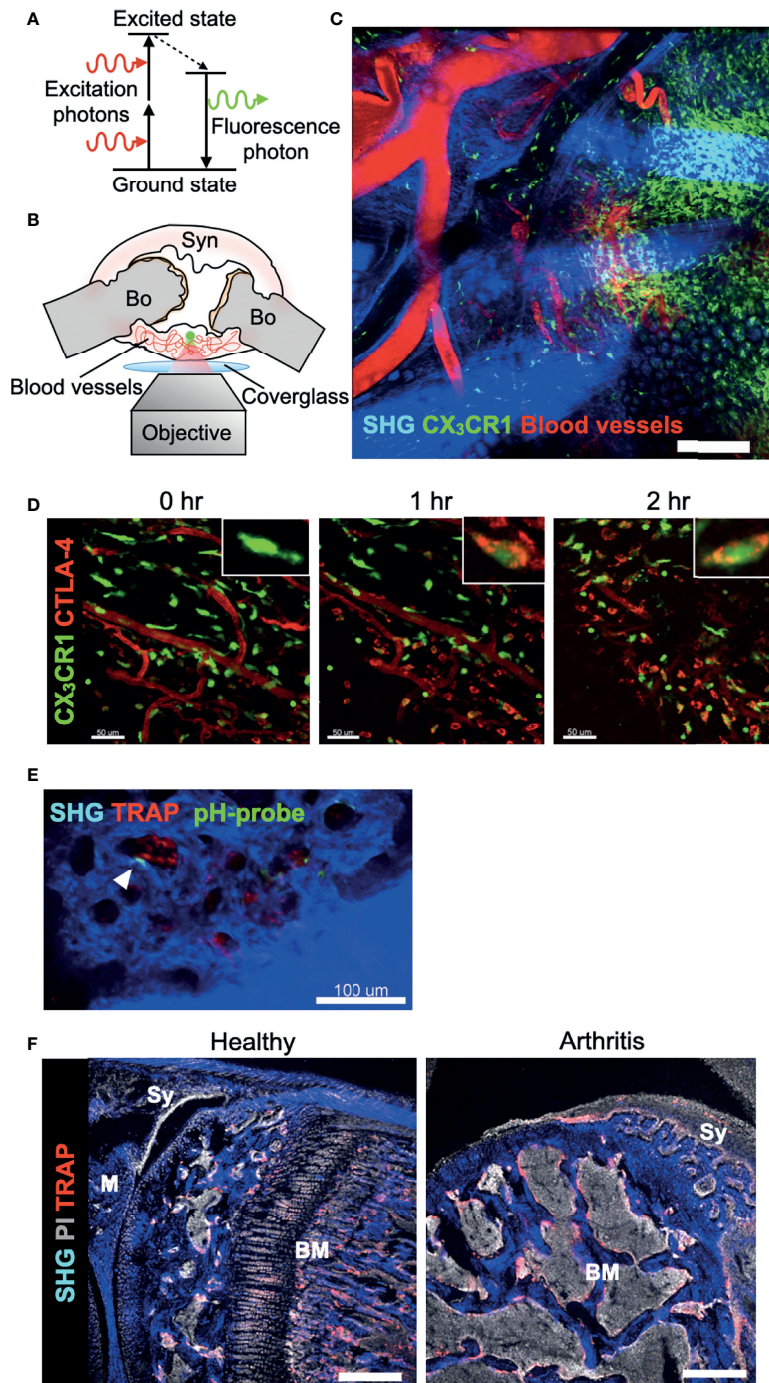 A
Excited state
Excitation
photons
Fluorescence
photon
Ground state
B
Syn
Bo
Bo
Blood vessels
Coverglass
Objective
C
SHG CX₃CR1 Blood vessels
D
0 hr
1 hr
2 hr
CX₃CR1 CTLA-4
50 um
50 um
50 um
E
SHG TRAP pH-probe
100 um
F
Healthy
Arthritis
SHG PI TRAP
Sy
M
BM
Sy
BM